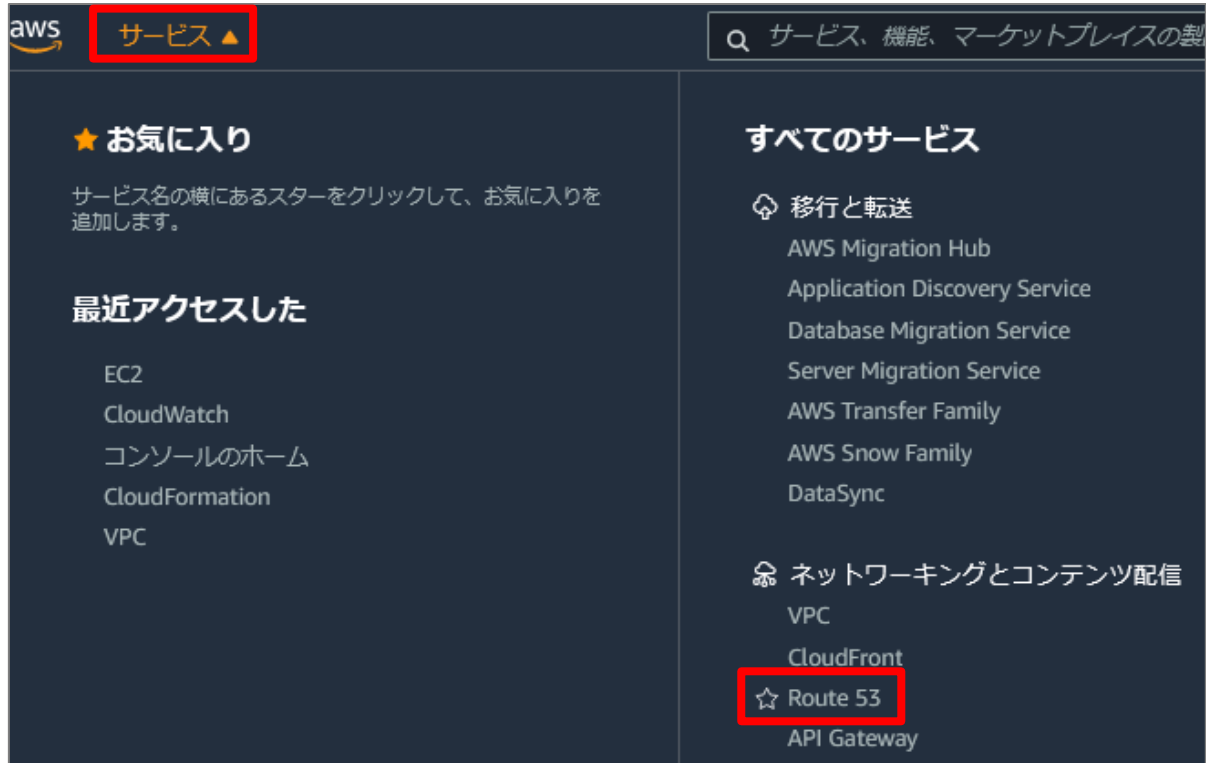 aws
サービス ▲
サービス、機能、マーケットプレイスの製
お気に入り
サービス名の横にあるスターをクリックして、お気に入りを
追加します。
最近アクセスした
EC2
CloudWatch
コンソールのホーム
CloudFormation
VPC
すべてのサービス
移行と転送
AWS Migration Hub
Application Discovery Service
Database Migration Service
Server Migration Service
AWS Transfer Family
AWS Snow Family
DataSync
ネットワーキングとコンテンツ配信
VPC
CloudFront
Route 53
API Gateway